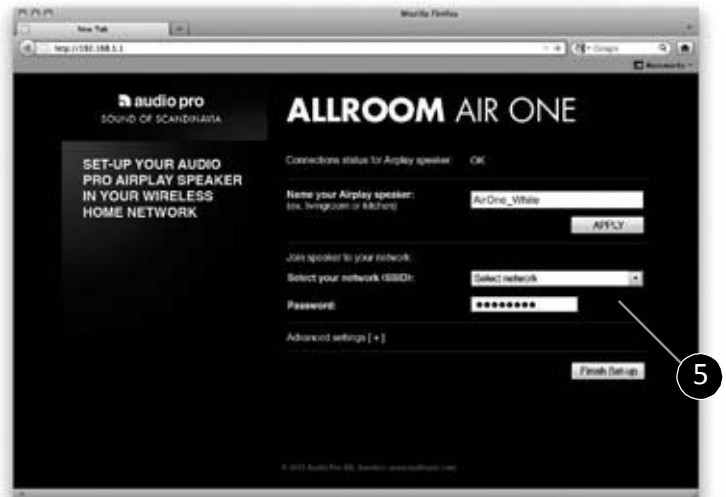 Mozilla Firefox
New Tab
http://192.168.1.1
Google
Bookmarks
audio pro
SOUND OF SCANDINAVIA
ALLROOM AIR ONE
SET-UP YOUR AUDIO
PRO AIRPLAY SPEAKER
IN YOUR WIRELESS
HOME NETWORK
Connections status for Airplay speaker: OK
Name your Airplay speaker:
(ex. livingroom or kitchen)
AirOne_White
APPLY
Join speaker to your network:
Select your network (SSID):
Select network
Password:
Advanced settings [+]
Finish Set-up
5